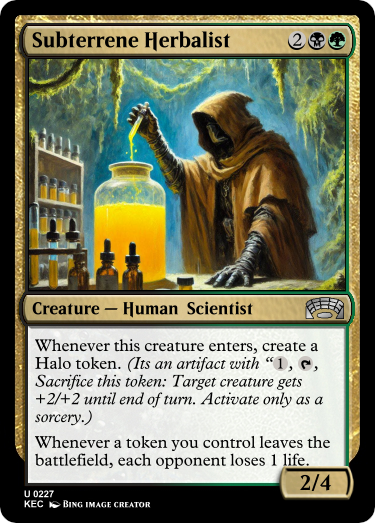 Subterrene Herbalist 2
Creature — Human Scientist
Whenever this creature enters, create a
Halo token. (Its an artifact with “1, ,
Sacrifice this token: Target creature gets
+2/+2 until end of turn. Activate only as a
sorcery.)
Whenever a token you control leaves the
battlefield, each opponent loses 1 life.
2/4
U 0227
KEC Bing image creator